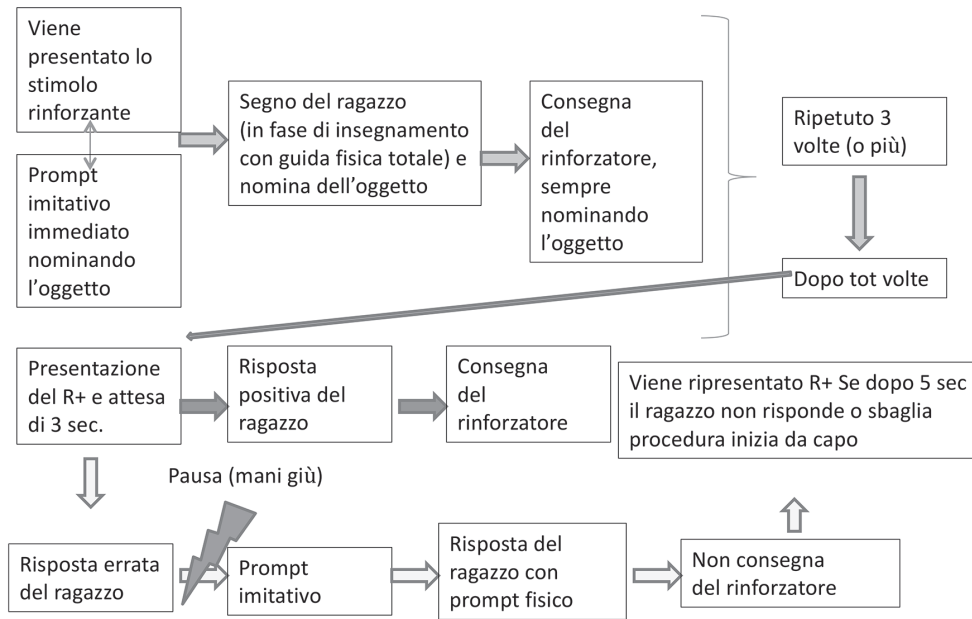 Viene
presentato lo
stimolo
rinforzante
Prompt
imitativo
immediato
nominando
l'oggetto
Segno del ragazzo
(in fase di insegnamento
con guida fisica totale) e
nomina dell'oggetto
Consegna
del
rinforzatore,
sempre
nominando
l'oggetto
Ripetuto 3
volte (o più)
Dopo tot volte
Presentazione
del R+ e attesa
di 3 sec.
Risposta
positiva del
ragazzo
Consegna
del
rinforzatore
Viene ripresentato R+ Se dopo 5 sec
il ragazzo non risponde o sbaglia
procedura inizia da capo
Pausa (mani giù)
Risposta errata
del ragazzo
Prompt
imitativo
Risposta del
ragazzo con
prompt fisico
Non consegna
del rinforzatore